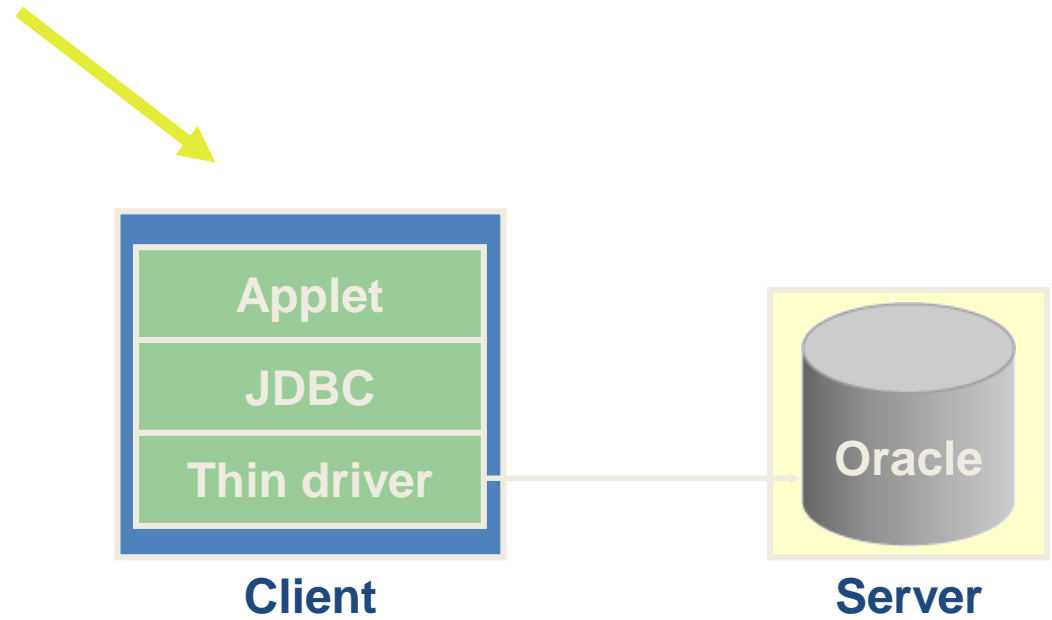 Applet
JDBC
Thin driver
Oracle
Client
Server